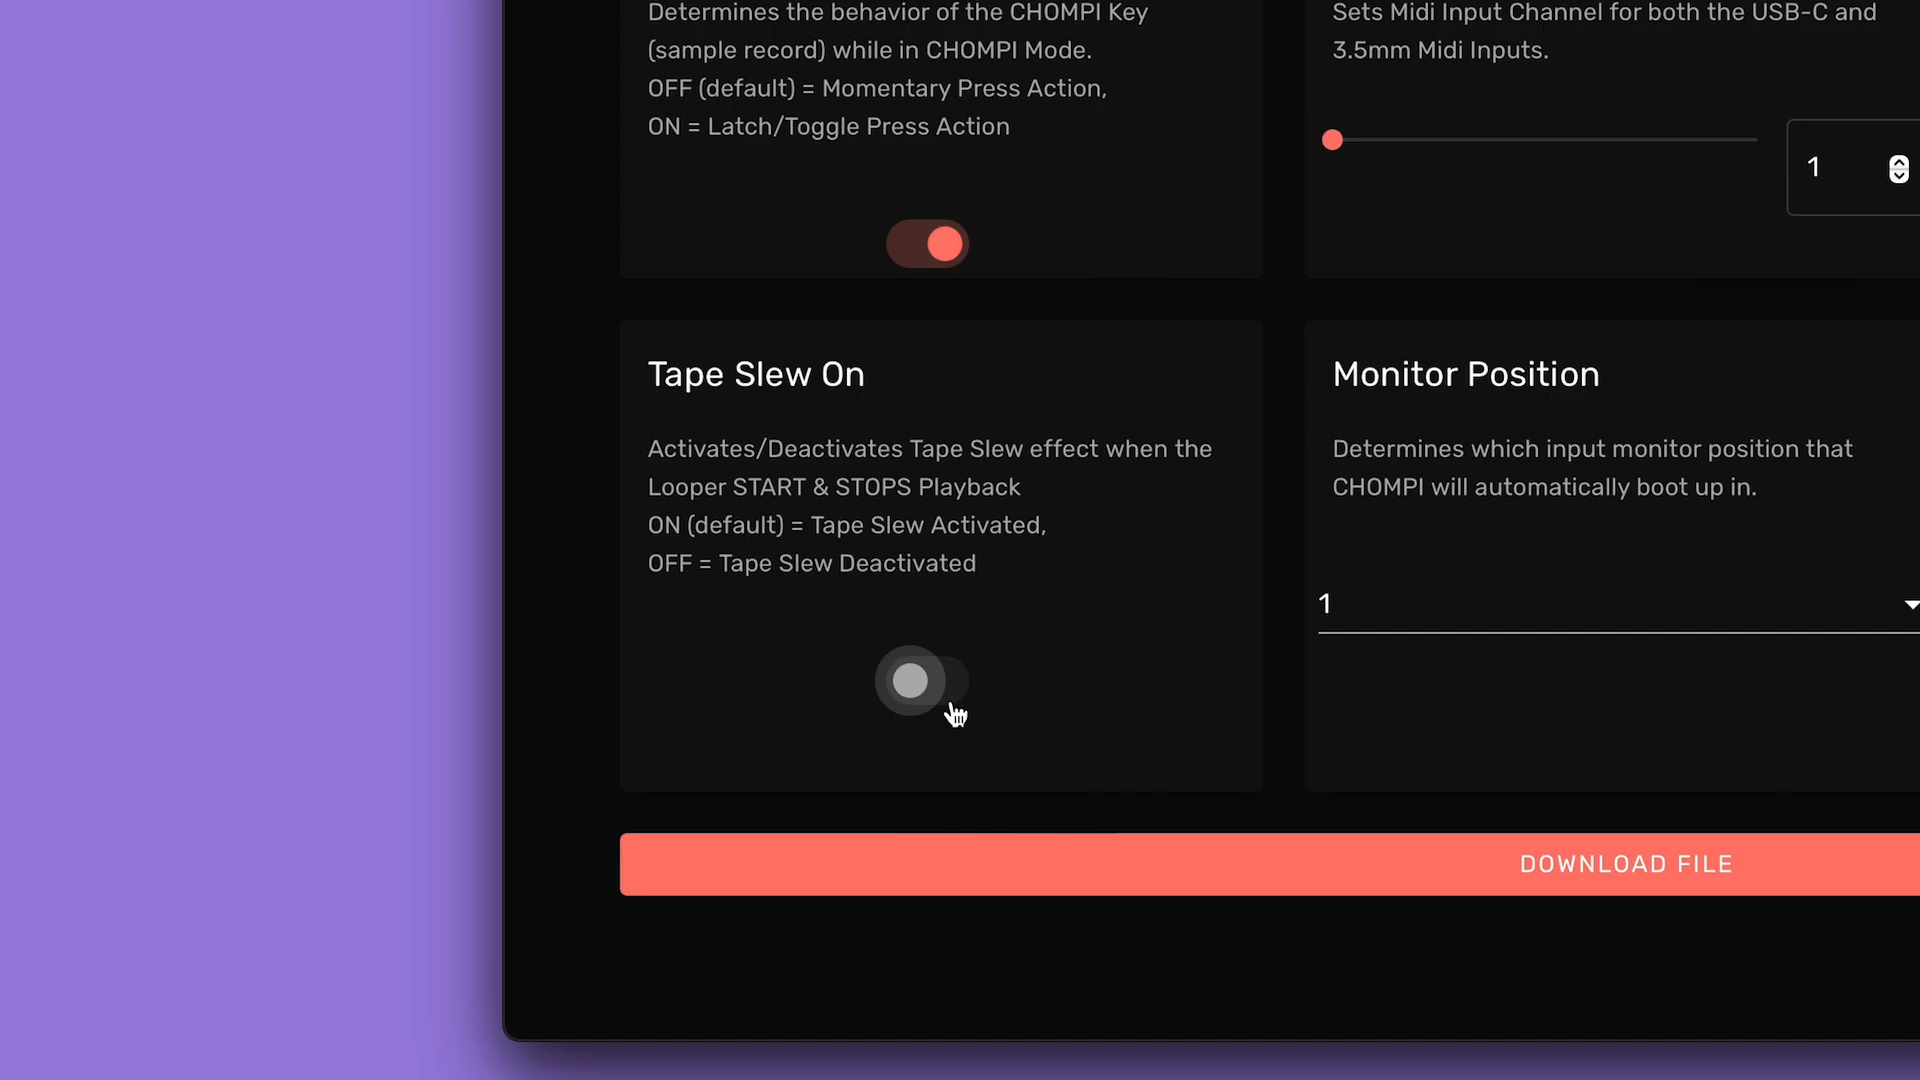 Determines the behavior of the CHOMPI Key
(sample record) while in CHOMPI Mode.
OFF (default) = Momentary Press Action,
ON = Latch/Toggle Press Action
Sets Midi Input Channel for both the USB-C and
3.5mm Midi Inputs.
1
Tape Slew On
Activates/Deactivates Tape Slew effect when the
Looper START & STOPS Playback
ON (default) = Tape Slew Activated,
OFF = Tape Slew Deactivated
Monitor Position
Determines which input monitor position that
CHOMPI will automatically boot up in.
1
DOWNLOAD FILE